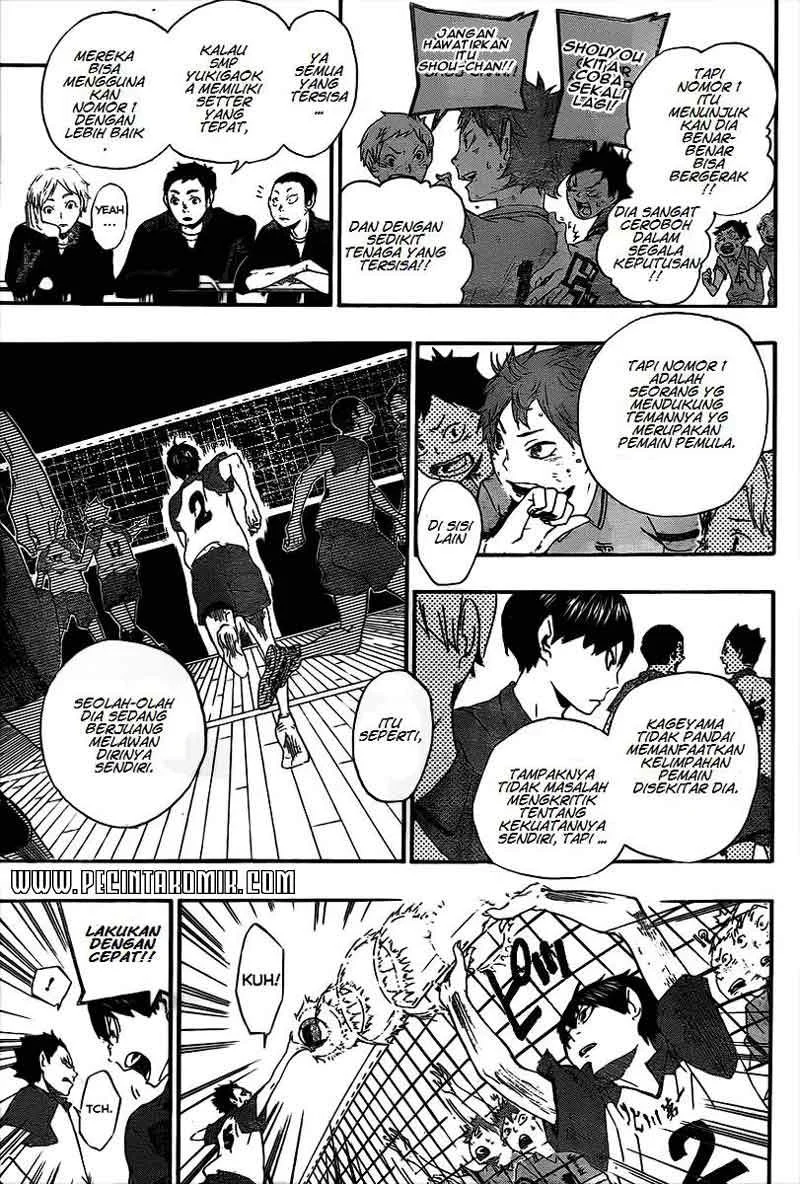 TAPI NOMOR 1
ITU
MENUNJUK
KAN DIA
BENAR-
BENAR
BISA
BERGERAK
!!
DIA SANGAT
CEROBOH
DALAM
SEGALA
KEPUTUSAN
!!
SHOUYOU
KITA
COBA
SEKALI
LAGI!
JANGAN
HAWATIRKAN
ITU
SHOU-CHAN!!
DAN DENGAN
SEDIKIT
TENAGA YANG
TERSISA!!
YA
SEMUA
YANG
TERSISA
...
KALAU
SMP
YUKIGAOK
A MEMILIKI
SETTER
YANG
TEPAT,
MEREKA
BISA
MENGGUNA
KAN
NOMOR 1
DENGAN
LEBIH BAIK
YEAH
...
TAPI NOMOR 1
ADALAH
SEORANG YG
MENDUKUNG
TEMANNYA YG
MERUPAKAN
PEMAIN PEMULA.
DI SISI
LAIN
KAGEYAMA
TIDAK PANDAI
MEMANFAATKAN
KELIMPAHAN
PEMAIN
DISEKITAR DIA.
TAMPAKNYA
TIDAK MASALAH
MENGKRITIK
TENTANG
KEKUATANNYA
SENDIRI, TAPI ...
ITU
SEPERTI,
SEOLAH-OLAH
DIA SEDANG
BERJUANG
MELAWAN
DIRINYA
SENDIRI.
2
12
WWW.PECINTAKOMIK.COM
2
KUH!
LAKUKAN
DENGAN
CEPAT!!
TCH.